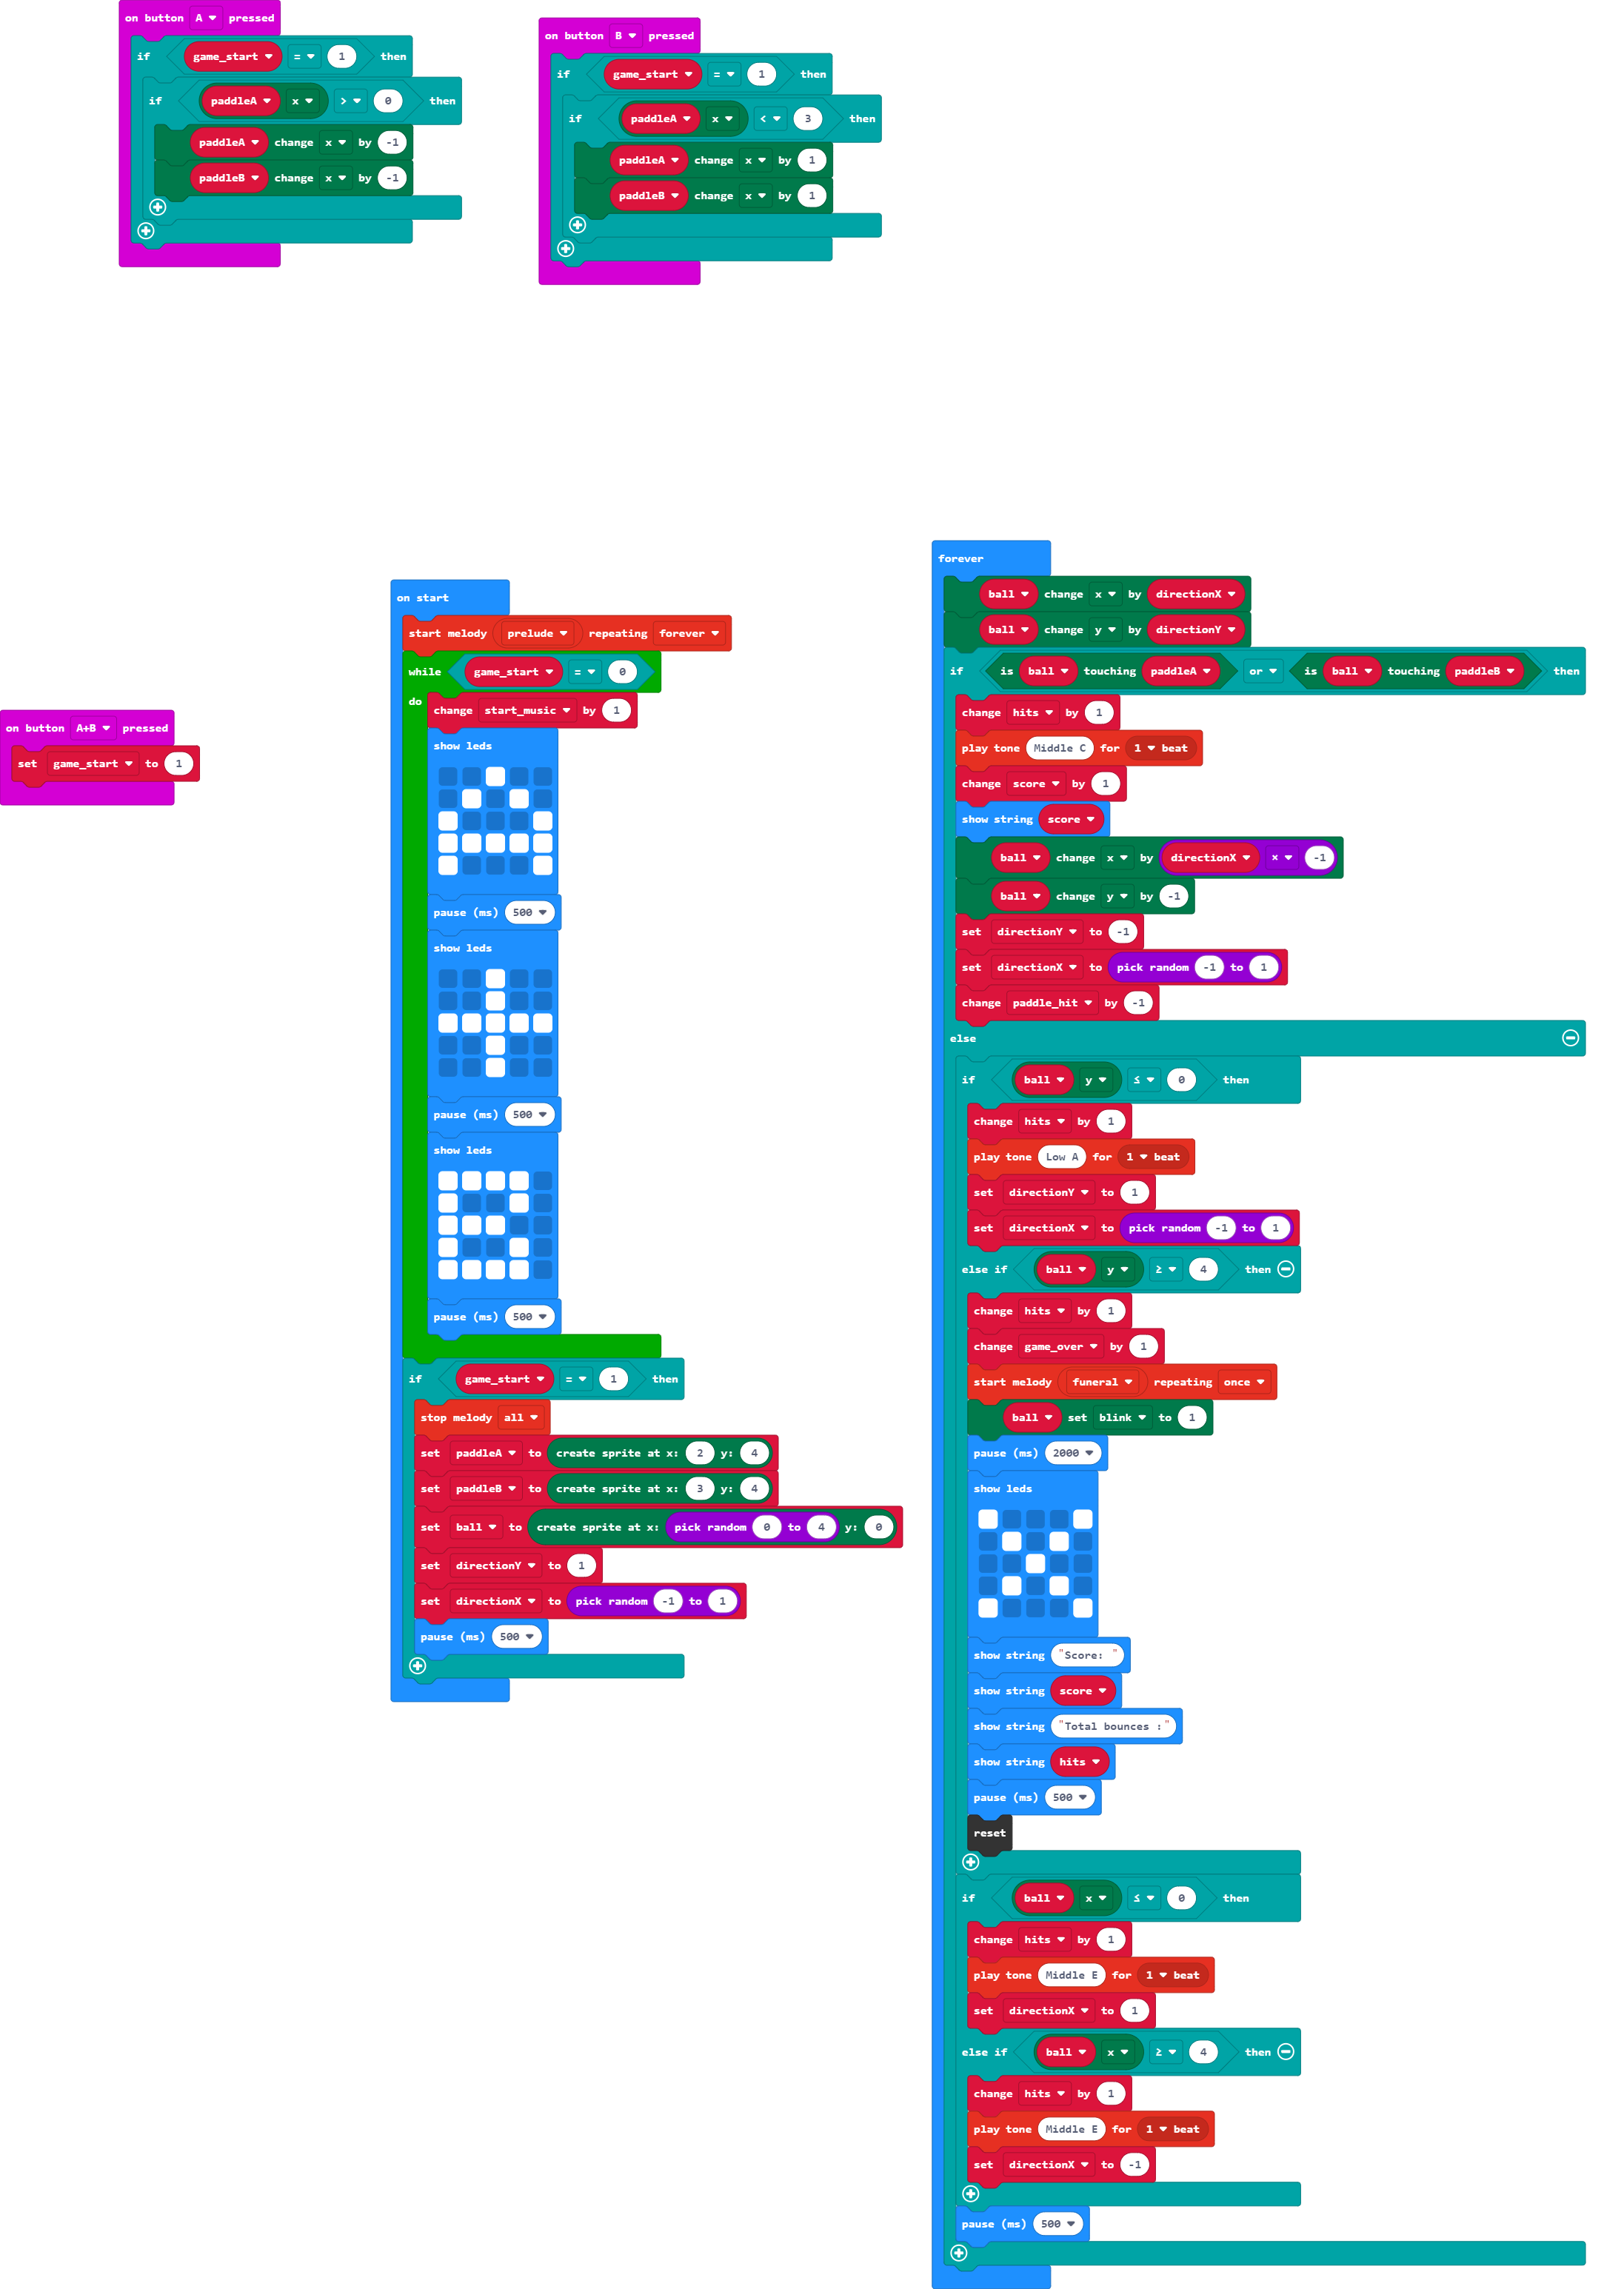 on button A pressed
if game_start = 1 then
if paddleA x > 0 then
paddleA change x by -1
paddleB change x by -1
on button B pressed
if game_start = 1 then
if paddleA x < 3 then
paddleA change x by 1
paddleB change x by 1
on button A+B pressed
set game_start to 1
on start
start melody prelude repeating forever
while game_start = 0
do change start_music by 1
show leds
pause (ms) 500
show leds
pause (ms) 500
show leds
pause (ms) 500
if game_start = 1 then
stop melody all
set paddleA to create sprite at x: 2 y: 4
set paddleB to create sprite at x: 3 y: 4
set ball to create sprite at x: pick random 0 to 4 y: 0
set directionY to 1
set directionX to pick random -1 to 1
pause (ms) 500
forever
ball change x by directionX
ball change y by directionY
if is ball touching paddleA or is ball touching paddleB then
change hits by 1
play tone Middle C for 1 beat
change score by 1
show string score
ball change x by directionX × -1
ball change y by -1
set directionY to -1
set directionX to pick random -1 to 1
change paddle_hit by -1
else
if ball y ≤ 0 then
change hits by 1
play tone Low A for 1 beat
set directionY to 1
set directionX to pick random -1 to 1
else if ball y ≥ 4 then
change hits by 1
change game_over by 1
start melody funeral repeating once
ball set blink to 1
pause (ms) 2000
show leds
show string "Score: "
show string score
show string "Total bounces :"
show string hits
pause (ms) 500
reset
if ball x ≤ 0 then
change hits by 1
play tone Middle E for 1 beat
set directionX to 1
else if ball x ≥ 4 then
change hits by 1
play tone Middle E for 1 beat
set directionX to -1
pause (ms) 500